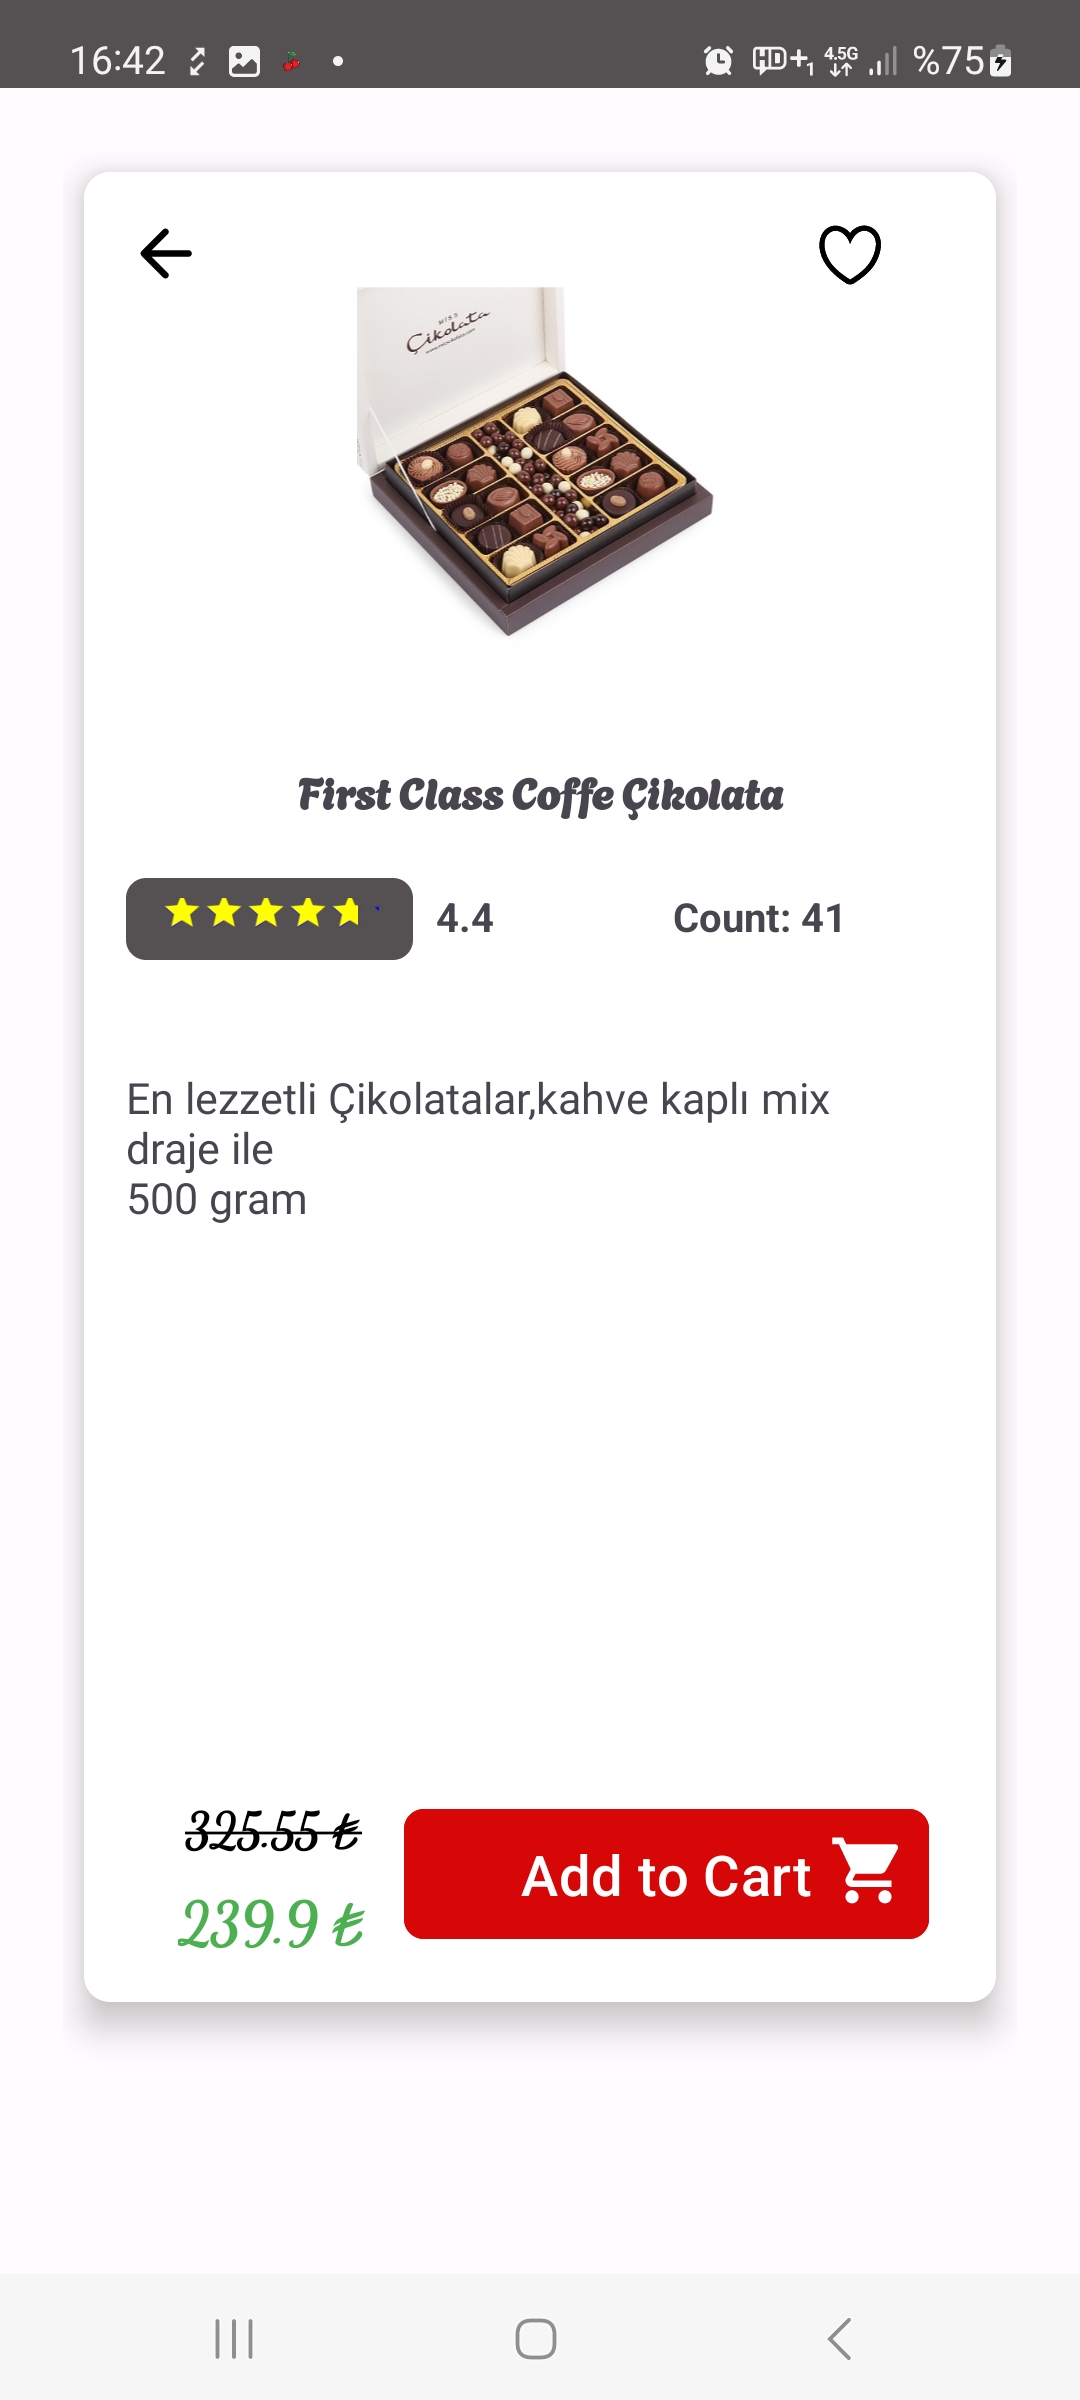 16:42
HD+1 4.5G %75
MISS
Çikolata
First Class Coffe Çikolata
4.4 Count: 41
En lezzetli Çikolatalar,kahve kaplı mix
draje ile
500 gram
325.55 ₺
Add to Cart
239.9 ₺